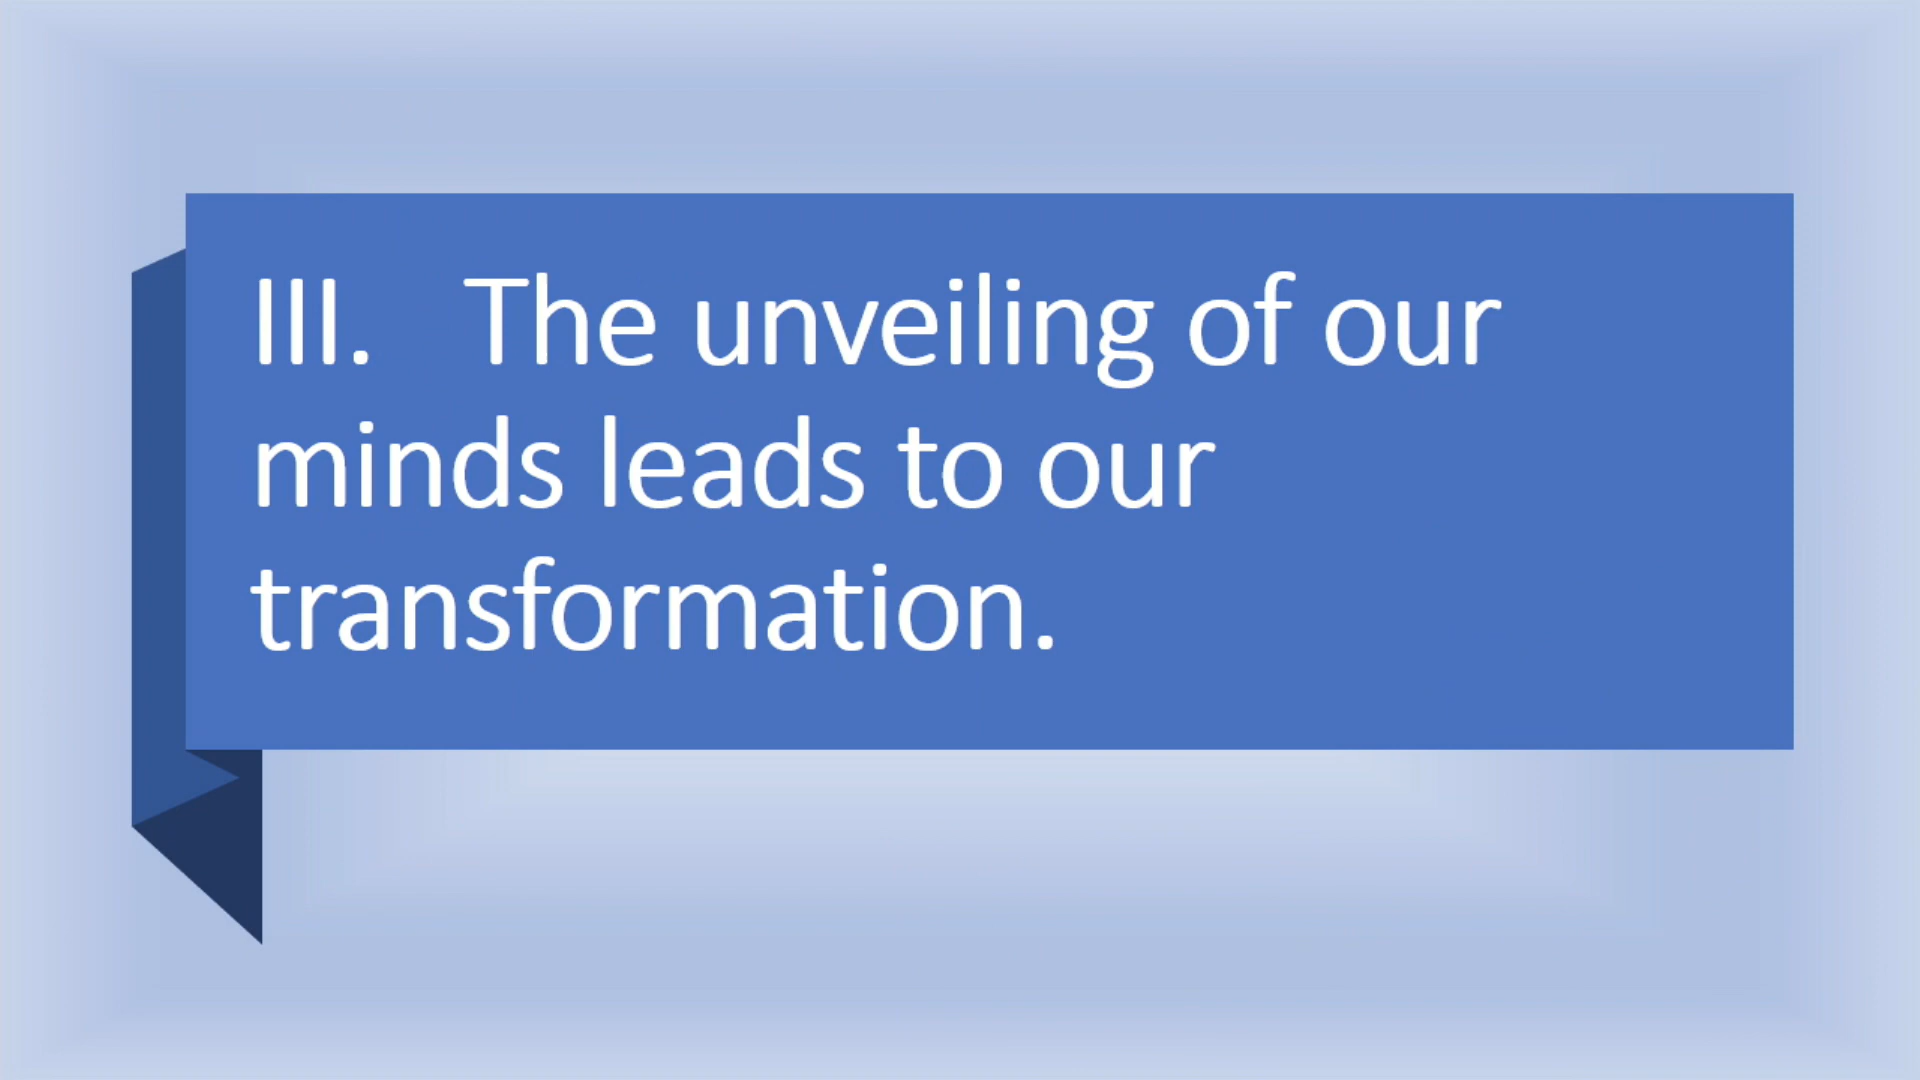 III. The unveiling of our
minds leads to our
transformation.